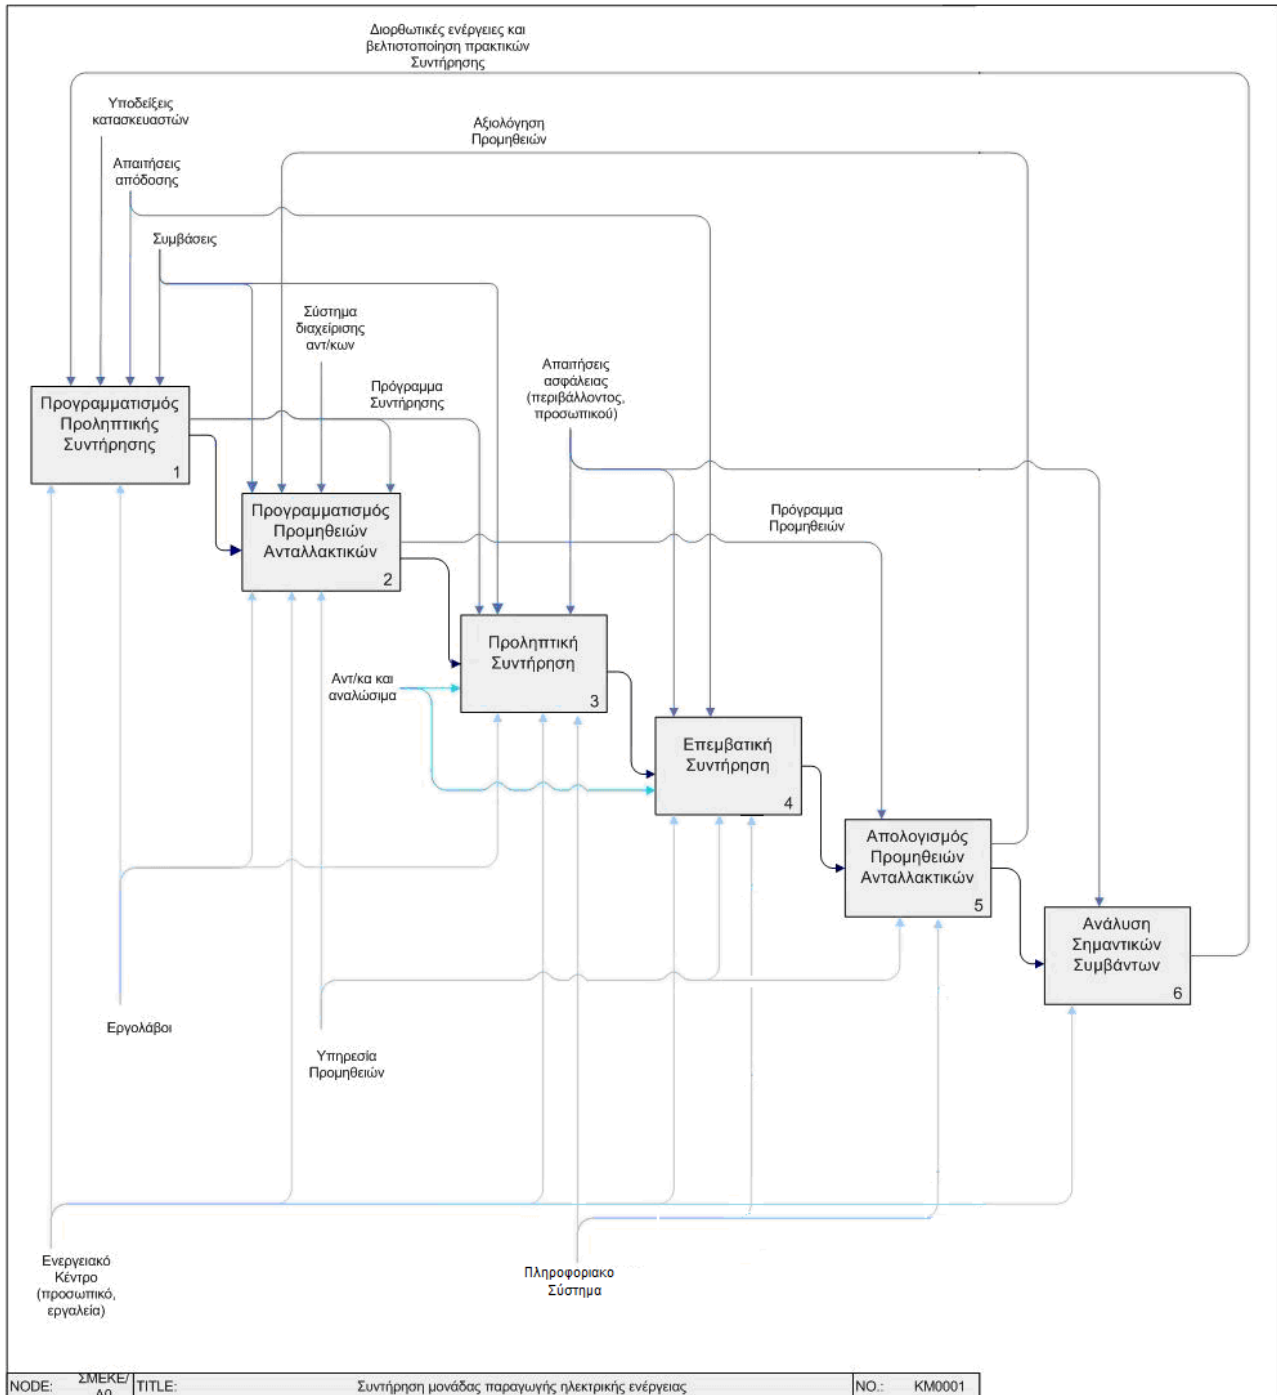 Διορθωτικές ενέργειες και
βελτιστοποίηση πρακτικών
Συντήρησης
Υποδείξεις
κατασκευαστών
Αξιολόγηση
Προμηθειών
Απαιτήσεις
απόδοσης
Συμβάσεις
Σύστημα
διαχείρισης
αντ/κων
Απαιτήσεις
ασφάλειας
(περιβάλλοντος,
προσωπικού)
Πρόγραμμα
Συντήρησης
Προγραμματισμός
Προληπτικής
Συντήρησης
1
Προγραμματισμός
Προμηθειών
Ανταλλακτικών
2
Πρόγραμμα
Προμηθειών
Προληπτική
Συντήρηση
3
Αντ/κα και
αναλώσιμα
Επεμβατική
Συντήρηση
4
Απολογισμός
Προμηθειών
Ανταλλακτικών
5
Ανάλυση
Σημαντικών
Συμβάντων
6
Εργολάβοι
Υπηρεσία
Προμηθειών
Ενεργειακό
Κέντρο
(προσωπικό,
εργαλεία)
Πληροφοριακο
Σύστημα
NODE:
ΣΜΕΚΕ/
A0
TITLE:
Συντήρηση μονάδας παραγωγής ηλεκτρικής ενέργειας
NO.:
KM0001